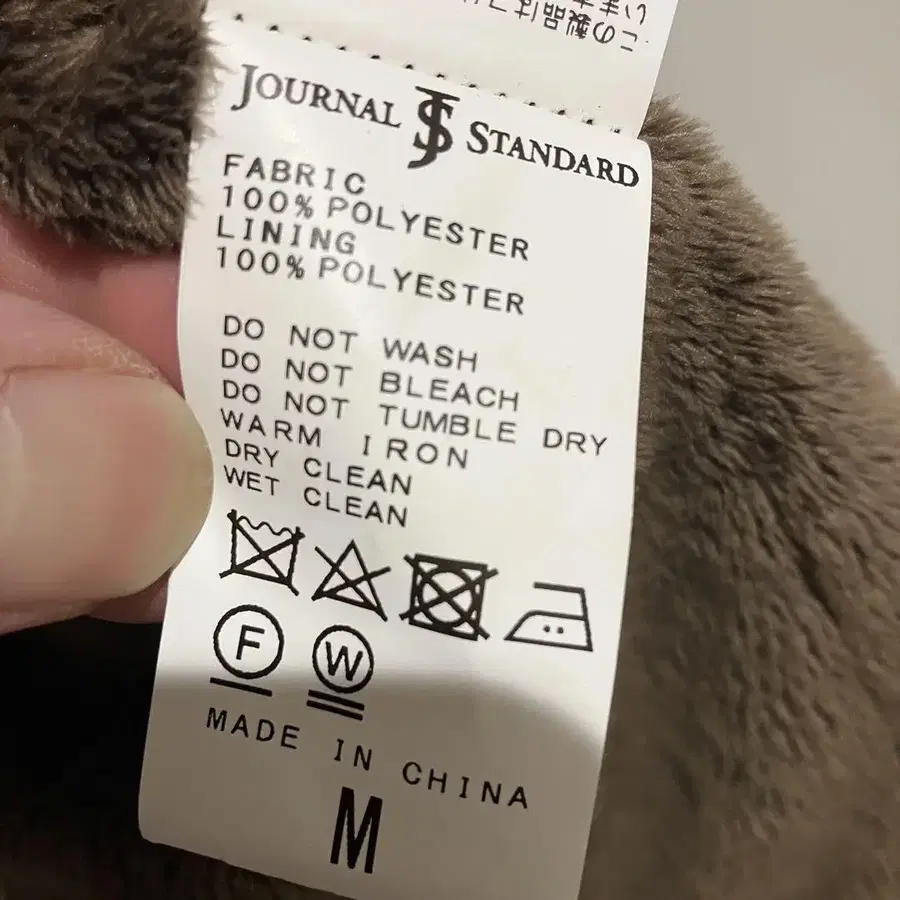 JOURNAL JS STANDARD
FABRIC
100% POLYESTER
LINING
100% POLYESTER
DO NOT WASH
DO NOT BLEACH
DO NOT TUMBLE DRY
WARM IRON
DRY CLEAN
WET CLEAN
F W
MADE IN CHINA
M